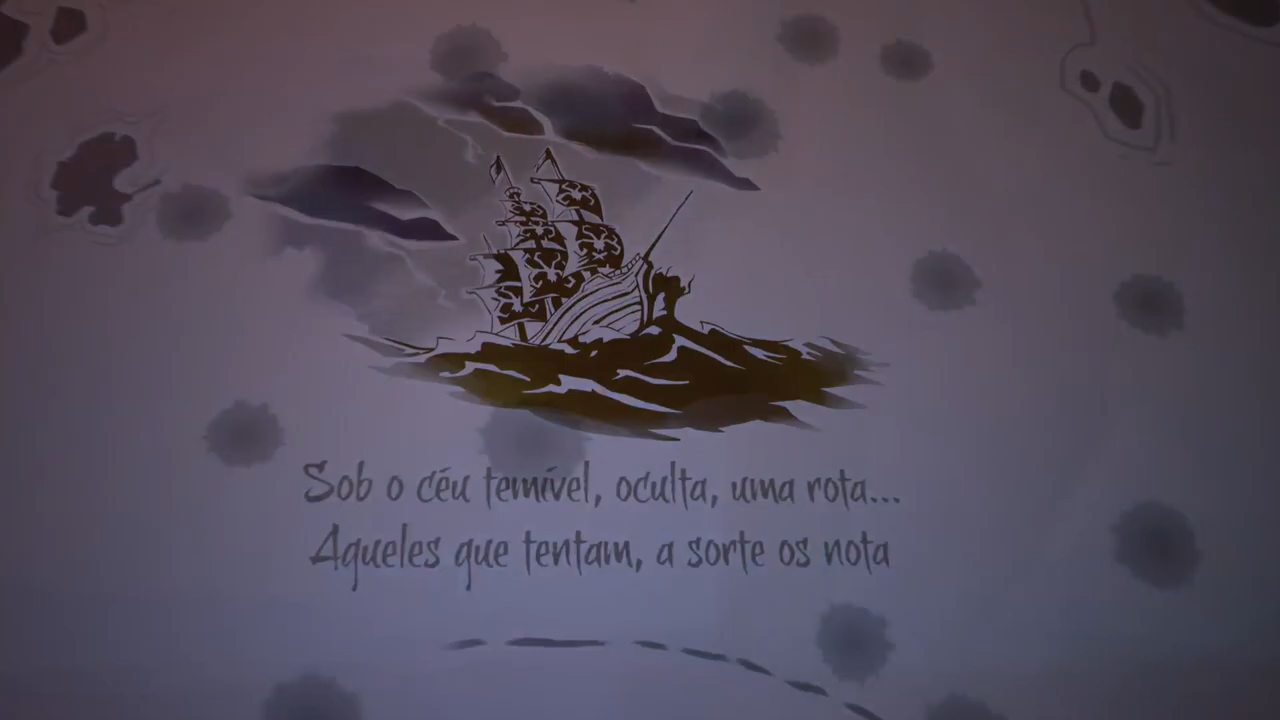 Sob o céu temível, oculta, uma rota...
Aqueles que tentam, a sorte os nota